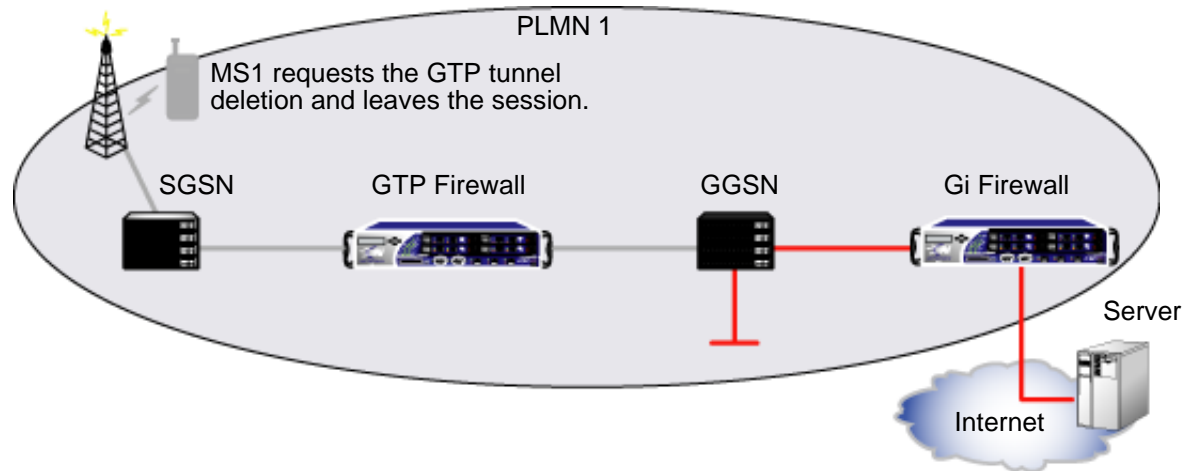 PLMN 1
MS1 requests the GTP tunnel
deletion and leaves the session.
SGSN
GTP Firewall
GGSN
Gi Firewall
Server
Internet